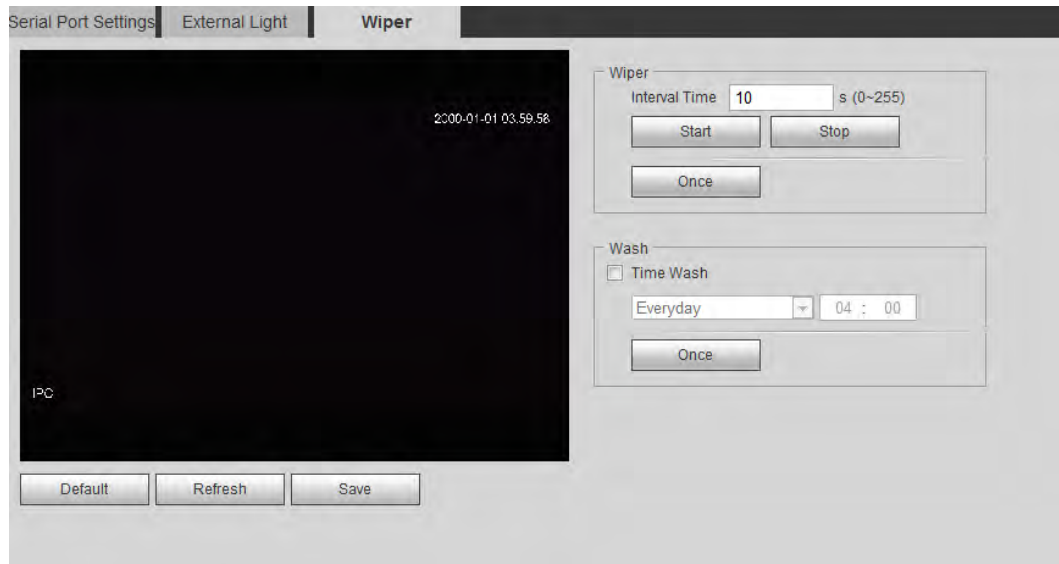 Serial Port Settings External Light Wiper
2000-01-01 03:59:58
IPC
Default Refresh Save
Wiper
Interval Time 10 s (0~255)
Start Stop
Once
Wash
Time Wash
Everyday 04 : 00
Once